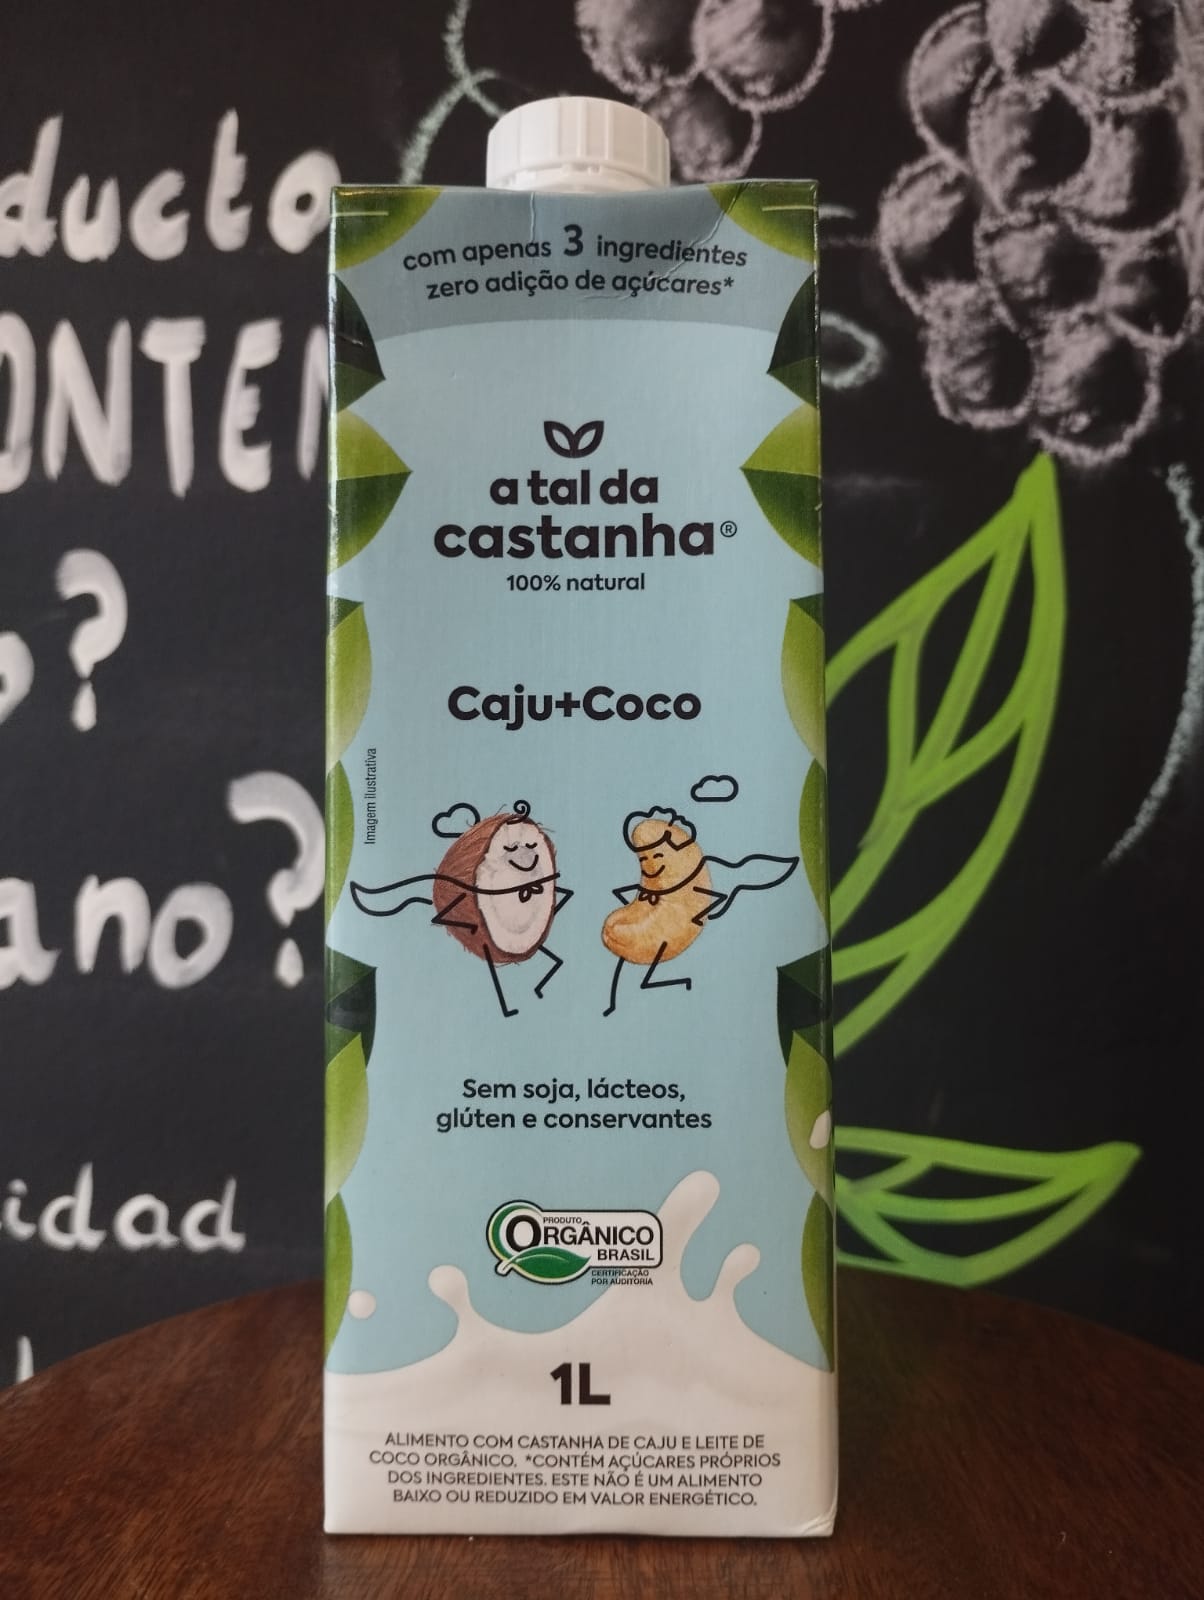 ducto
ONTEN
o?
ano?
idad
com apenas 3 ingredientes
zero adição de açúcares*
a tal da
castanha®
100% natural
Caju+Coco
Imagem ilustrativa
Sem soja, lácteos,
glúten e conservantes
PRODUTO
ORGÂNICO
BRASIL
CERTIFICAÇÃO
POR AUDITORIA
1L
ALIMENTO COM CASTANHA DE CAJU E LEITE DE
COCO ORGÂNICO. *CONTÉM AÇÚCARES PRÓPRIOS
DOS INGREDIENTES. ESTE NÃO É UM ALIMENTO
BAIXO OU REDUZIDO EM VALOR ENERGÉTICO.